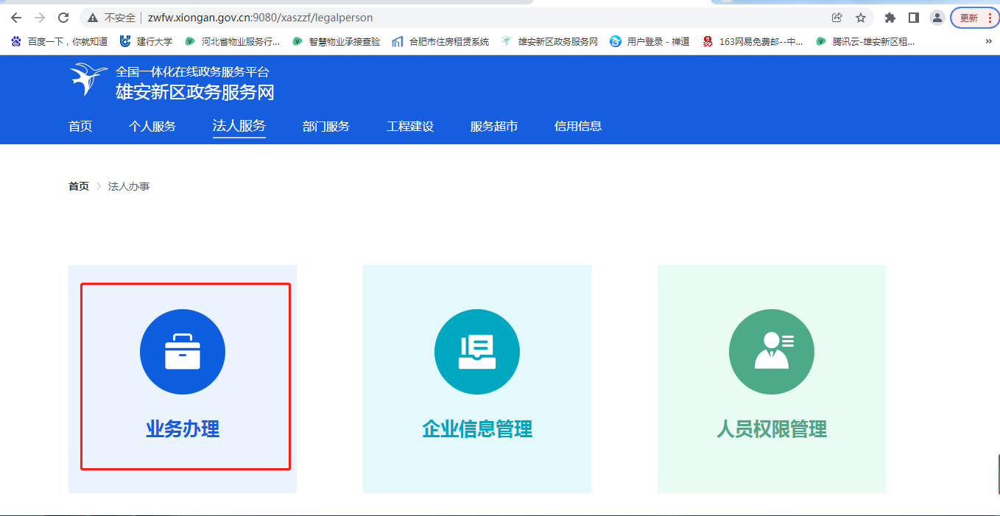 不安全 zwfw.xiongan.gov.cn:9080/xaszzf/legalperson 更新
百度一下，你就知道 建行大学 河北省物业服务行... 智慧物业承接查验 合肥市住房租赁系统 雄安新区政务服务网 用户登录 - 禅道 163网易免费邮--中... 腾讯云-雄安新区租... »
全国一体化在线政务服务平台
雄安新区政务服务网
首页 个人服务 法人服务 部门服务 工程建设 服务超市 信用信息
首页 > 法人办事
业务办理 企业信息管理 人员权限管理